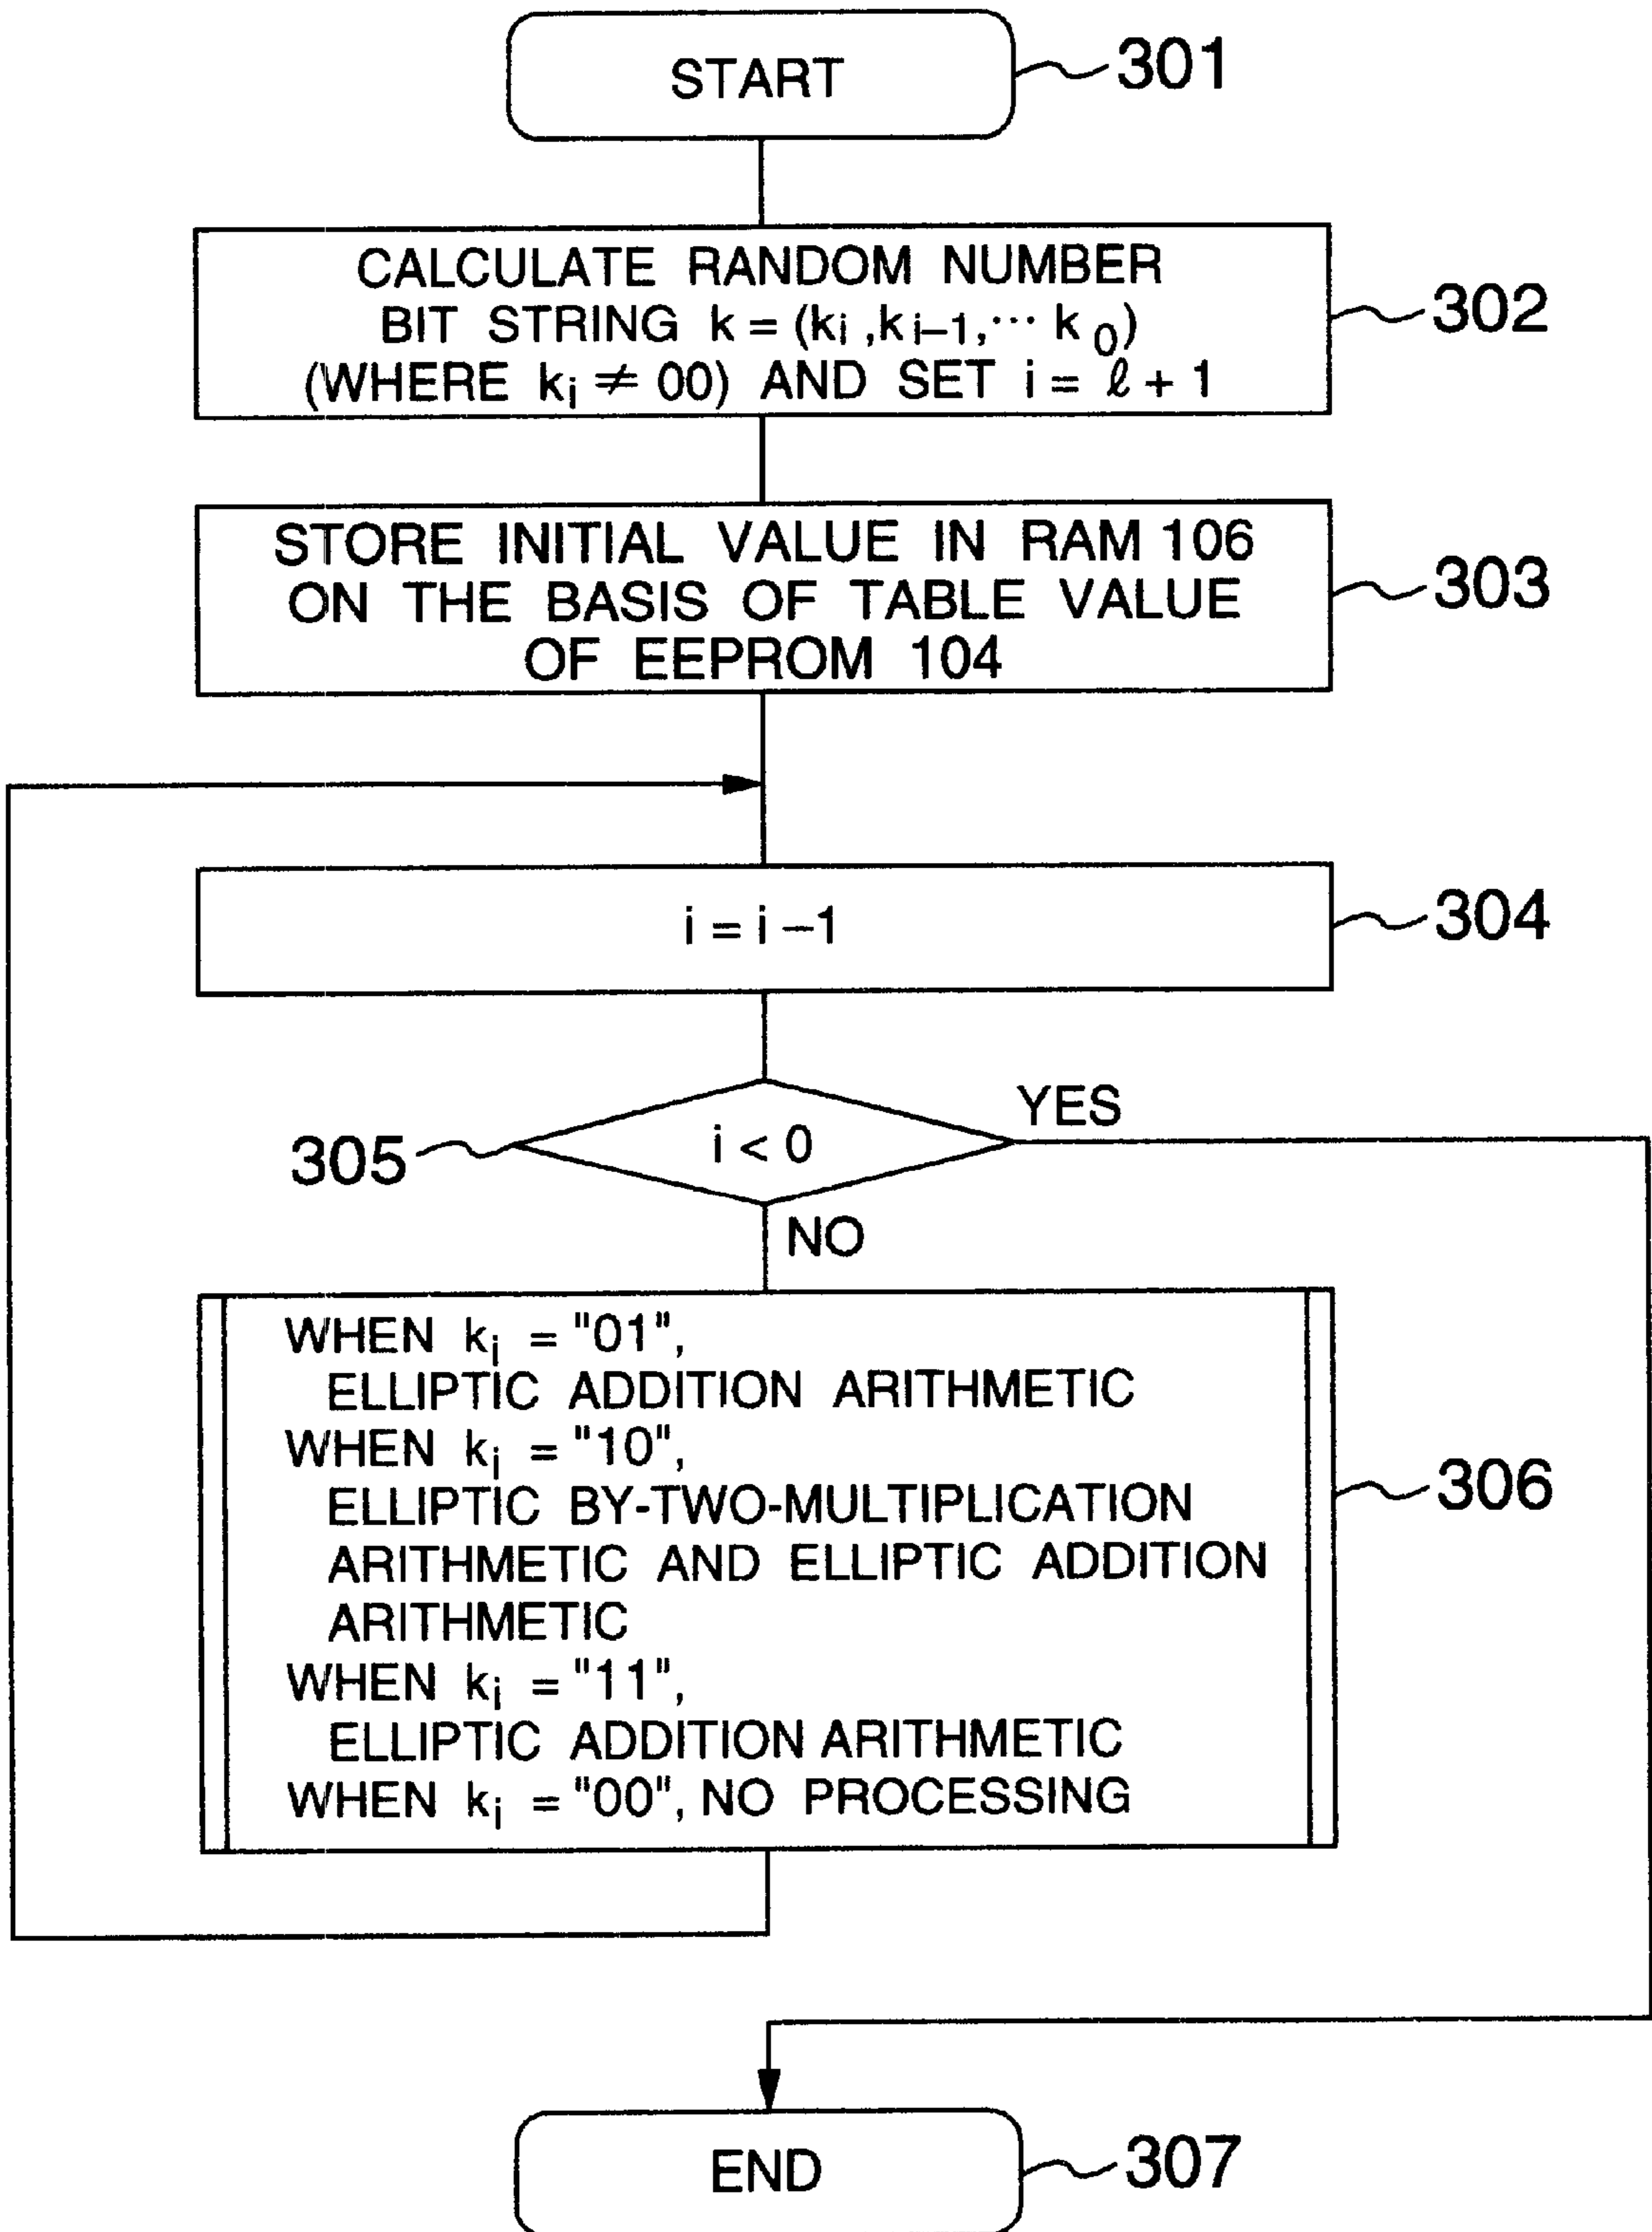 START
301
CALCULATE RANDOM NUMBER
BIT STRING k = (kᵢ ,kᵢ₋₁,··· k₀)
(WHERE kᵢ ≠ 00) AND SET i = ℓ + 1
302
STORE INITIAL VALUE IN RAM 106
ON THE BASIS OF TABLE VALUE
OF EEPROM 104
303
i = i −1
304
305
i < 0
YES
NO
WHEN kᵢ = "01",
ELLIPTIC ADDITION ARITHMETIC
WHEN kᵢ = "10",
ELLIPTIC BY-TWO-MULTIPLICATION
ARITHMETIC AND ELLIPTIC ADDITION
ARITHMETIC
WHEN kᵢ = "11",
ELLIPTIC ADDITION ARITHMETIC
WHEN kᵢ = "00", NO PROCESSING
306
END
307